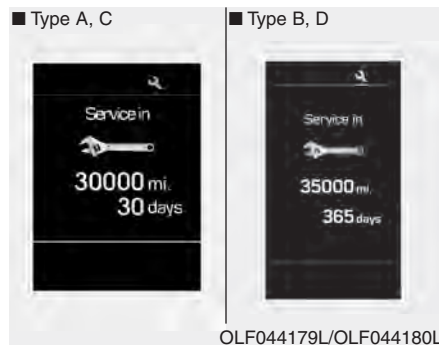 ■ Type A, C
Service in
30000 mi.
30 days
■ Type B, D
Service in
35000 mi.
365 days
OLF044179L/OLF044180L